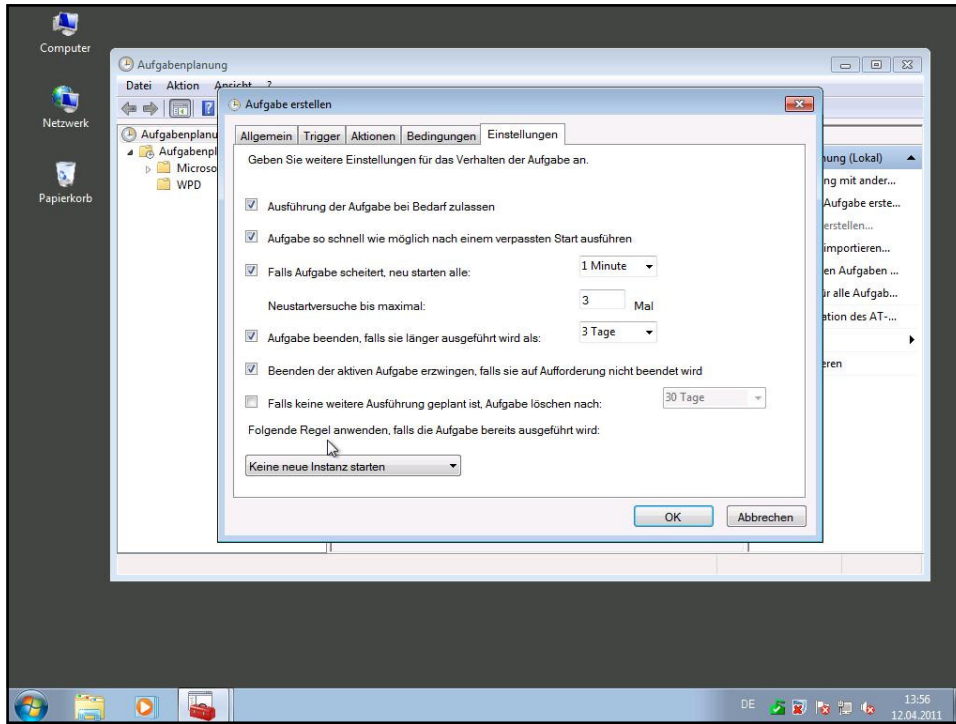 Computer
Netzwerk
Papierkorb
Aufgabenplanung
Datei Aktion Ansicht ?
Aufgabenplanu
Aufgabenpl
Microso
WPD
Aufgabe erstellen
Allgemein Trigger Aktionen Bedingungen Einstellungen
Geben Sie weitere Einstellungen für das Verhalten der Aufgabe an.
Ausführung der Aufgabe bei Bedarf zulassen
Aufgabe so schnell wie möglich nach einem verpassten Start ausführen
Falls Aufgabe scheitert, neu starten alle: 1 Minute
Neustartversuche bis maximal: 3 Mal
Aufgabe beenden, falls sie länger ausgeführt wird als: 3 Tage
Beenden der aktiven Aufgabe erzwingen, falls sie auf Aufforderung nicht beendet wird
Falls keine weitere Ausführung geplant ist, Aufgabe löschen nach: 30 Tage
Folgende Regel anwenden, falls die Aufgabe bereits ausgeführt wird:
Keine neue Instanz starten
OK Abbrechen
nung (Lokal)
ng mit ander...
Aufgabe erste...
erstellen...
importieren...
en Aufgaben ...
ür alle Aufgab...
ation des AT-...
eren
DE
13:56
12.04.2011